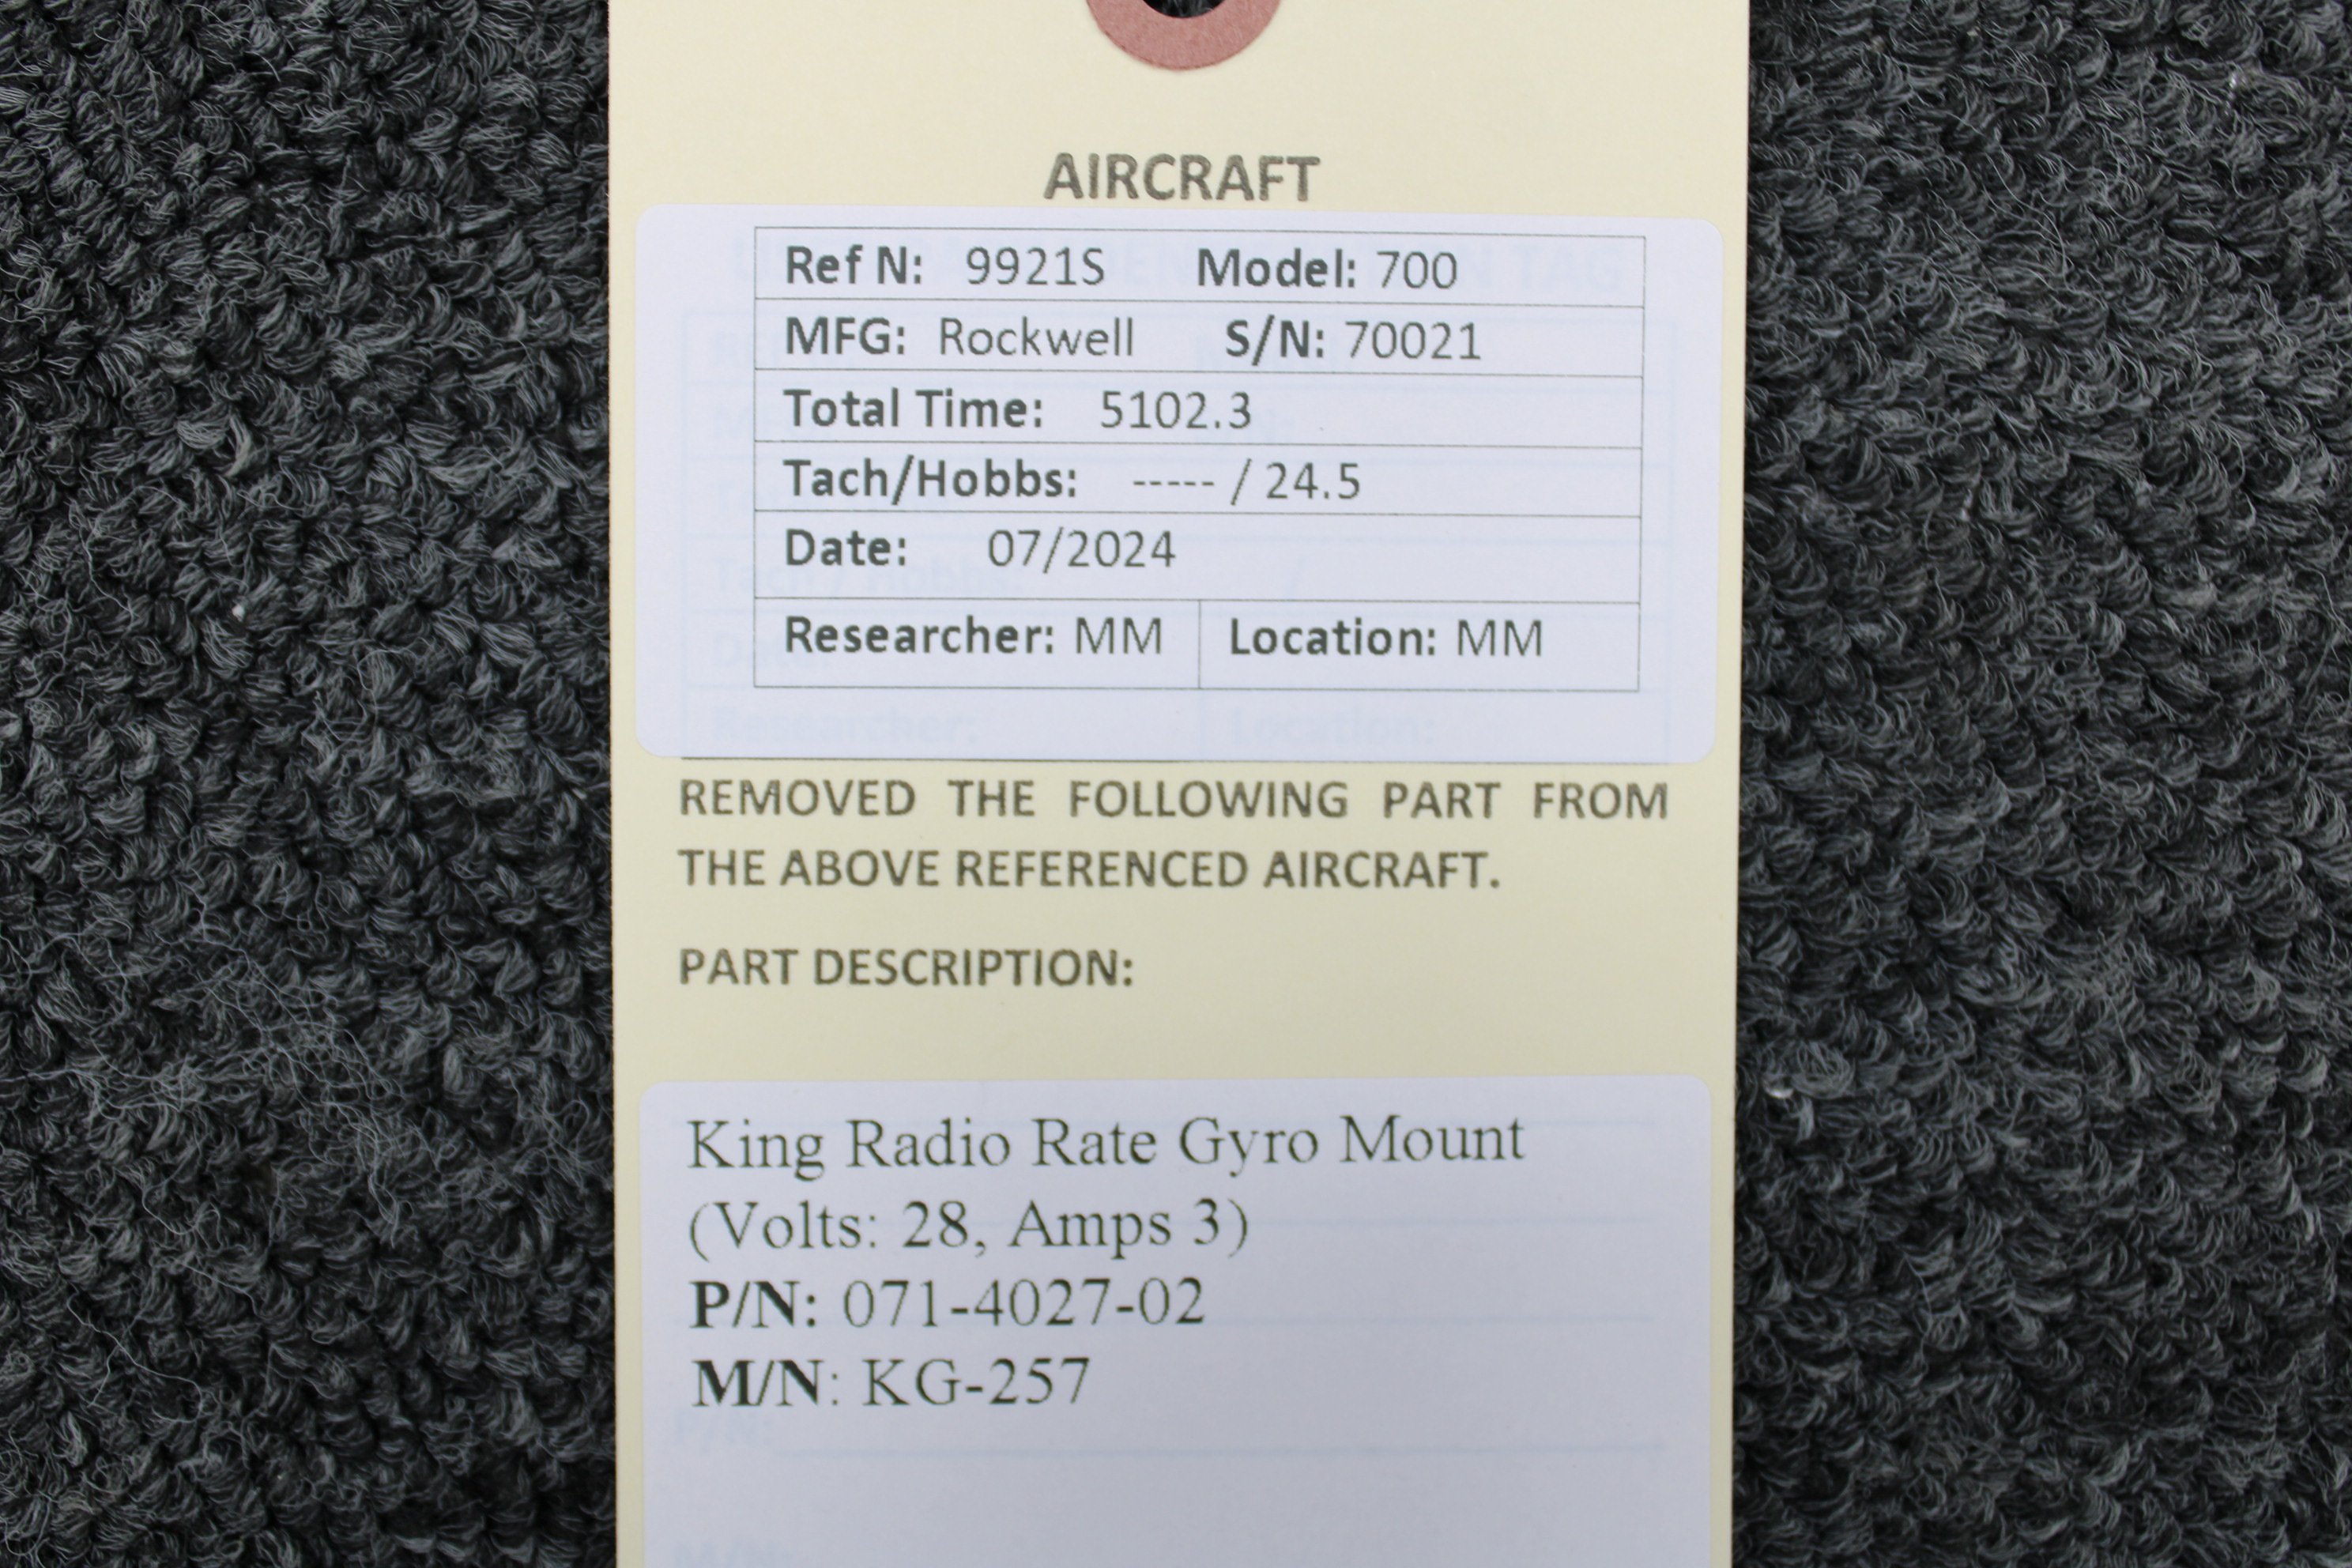 AIRCRAFT
Ref N: 9921S Model: 700
MFG: Rockwell S/N: 70021
Total Time: 5102.3
Tach/Hobbs: ----- / 24.5
Date: 07/2024
Researcher: MM Location: MM
Researcher: Location:
REMOVED THE FOLLOWING PART FROM
THE ABOVE REFERENCED AIRCRAFT.
PART DESCRIPTION:
King Radio Rate Gyro Mount
(Volts: 28, Amps 3)
P/N: 071-4027-02
M/N: KG-257
P/N:
M/N: